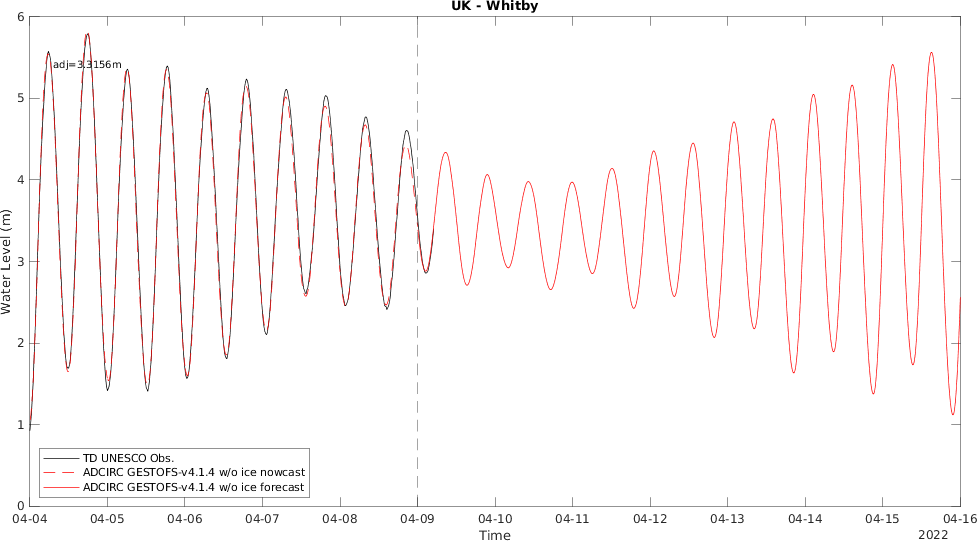 UK - Whitby
6
adj=3.3156m
5
4
Water Level (m)
3
2
1
TD UNESCO Obs.
ADCIRC GESTOFS-v4.1.4 w/o ice nowcast
ADCIRC GESTOFS-v4.1.4 w/o ice forecast
0
04-04 04-05 04-06 04-07 04-08 04-09 04-10 04-11 04-12 04-13 04-14 04-15 04-16
Time
2022